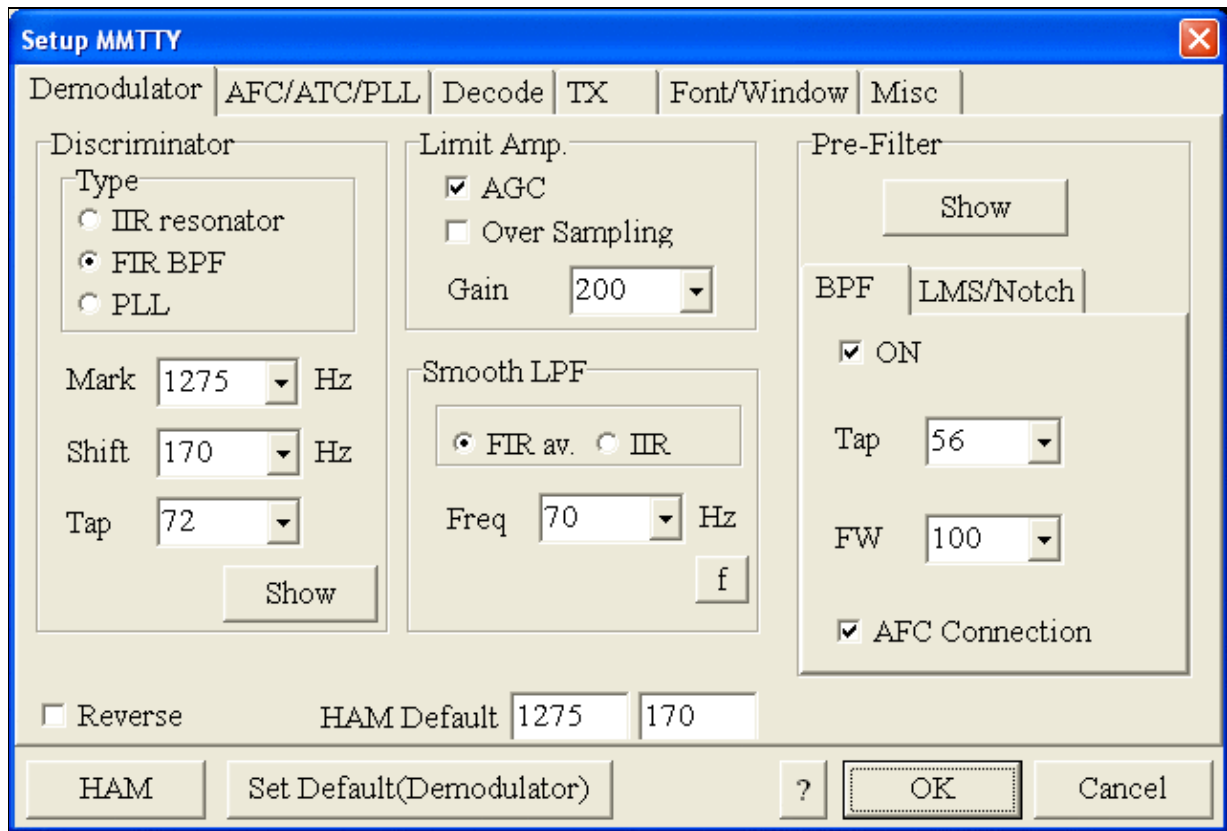 Setup MMTTY
Demodulator AFC/ATC/PLL Decode TX Font/Window Misc
Discriminator
Type
IIR resonator
FIR BPF
PLL
Mark 1275 Hz
Shift 170 Hz
Tap 72
Show
Limit Amp.
AGC
Over Sampling
Gain 200
Smooth LPF
FIR av. IIR
Freq 70 Hz
f
Pre-Filter
Show
BPF LMS/Notch
ON
Tap 56
FW 100
AFC Connection
Reverse HAM Default 1275 170
HAM Set Default(Demodulator) ? OK Cancel